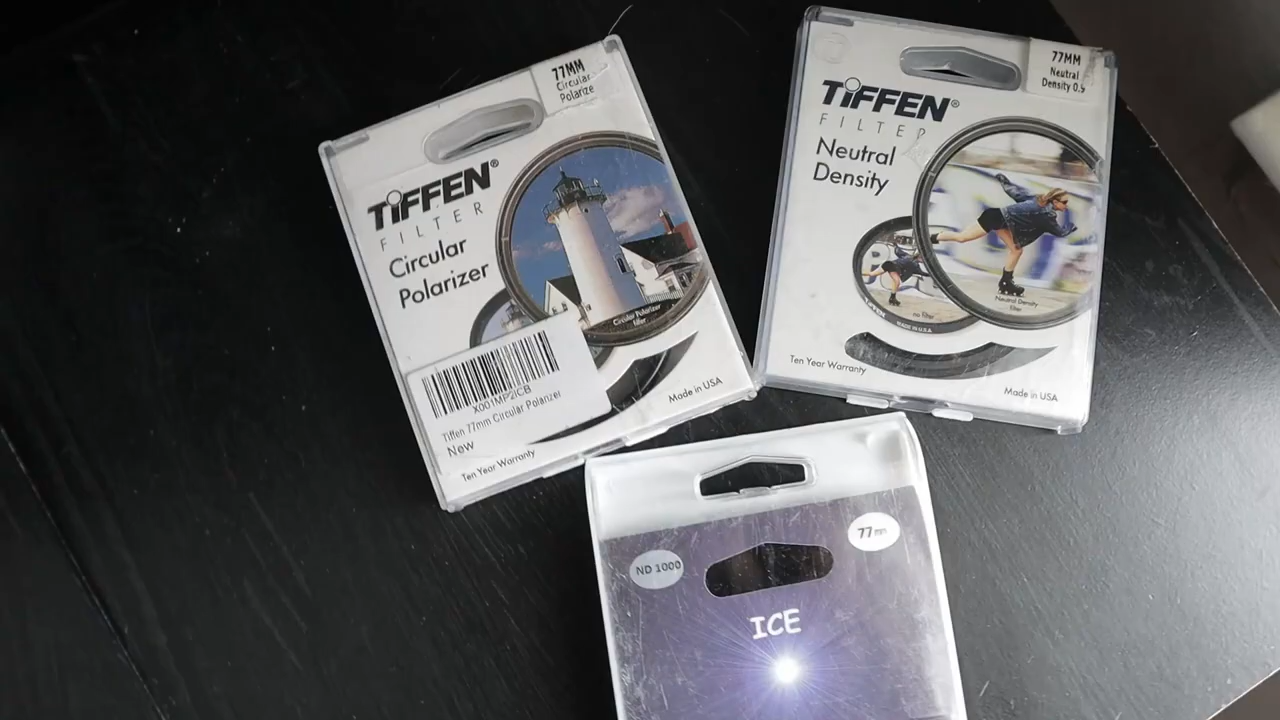 77MM
Circular
Polarize
TiFFEN®
FILTER
Circular
Polarizer
Circular Polarizer
filter
X001MP2ICB
Tiffen 77mm Circular Polarizer
New
Ten Year Warranty
Made in USA
77MM
Neutral
Density 0.9
TiFFEN®
FILTER
Neutral
Density
no filter
MADE IN U.S.A.
Neutral Density
filter
Ten Year Warranty
Made in USA
ND 1000
77mm
ICE